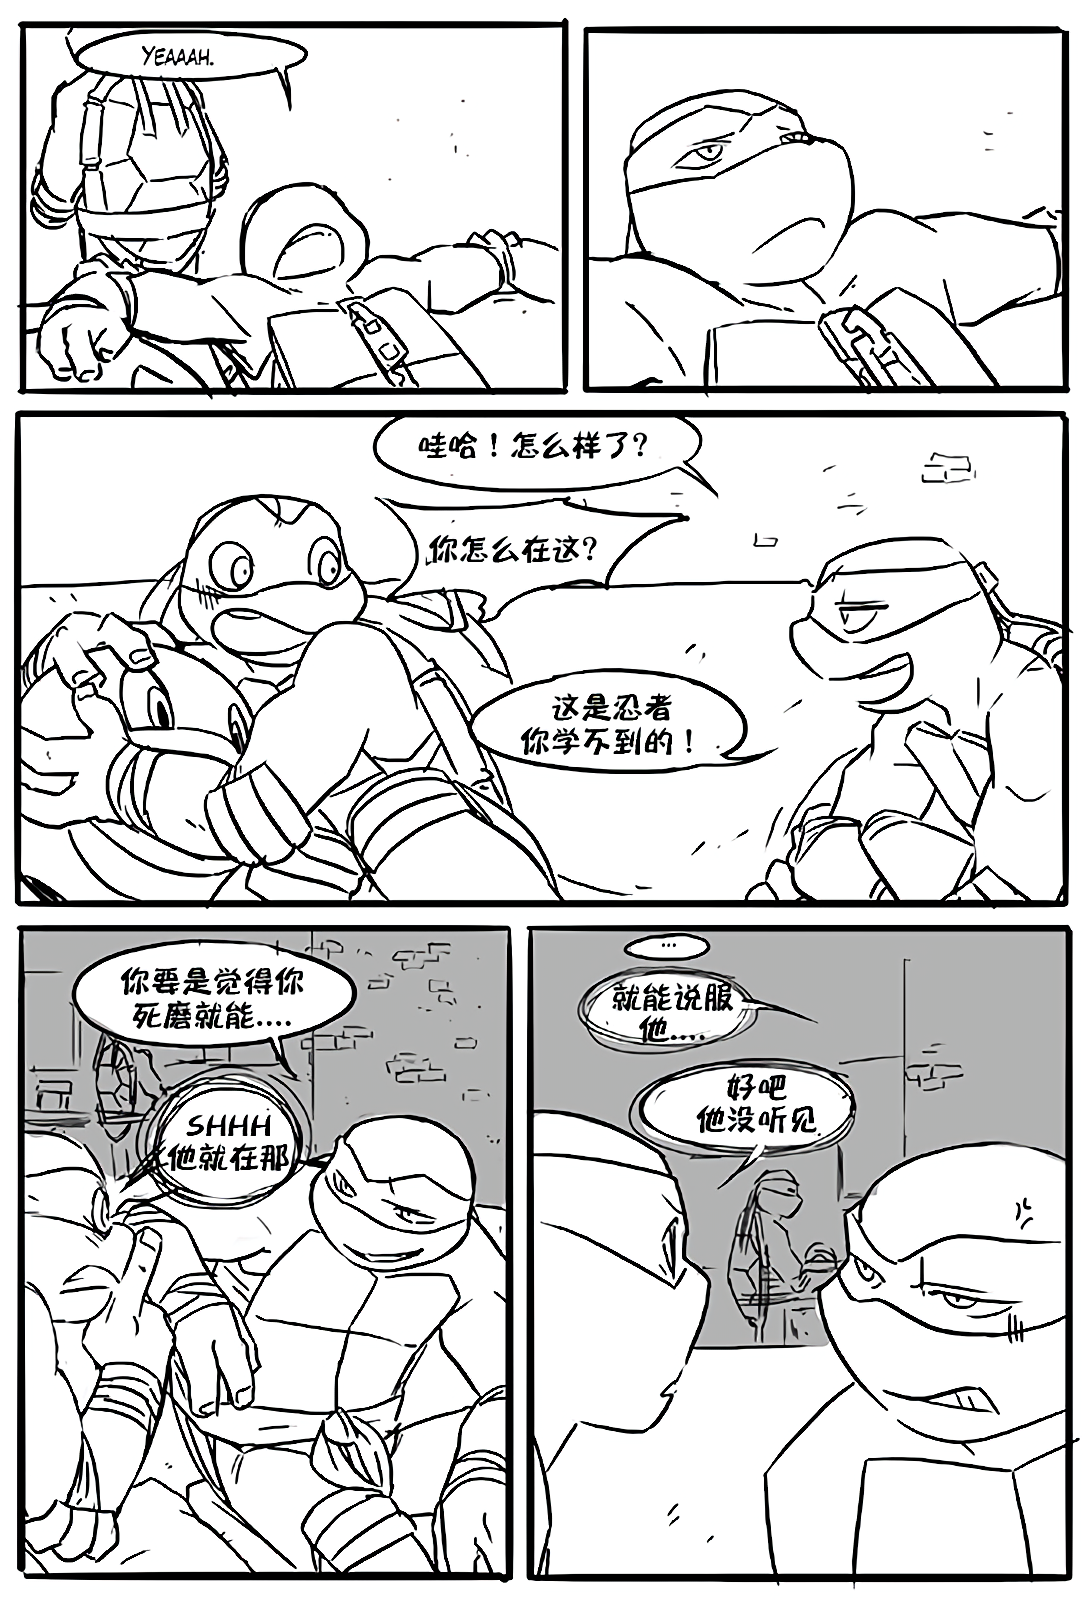 YEAAAH.
哇哈！怎么样了？
你怎么在这？
这是忍者
你学不到的！
你要是觉得你
死磨就能....
SHHH
他就在那
...
就能说服
他....
好吧
他没听见